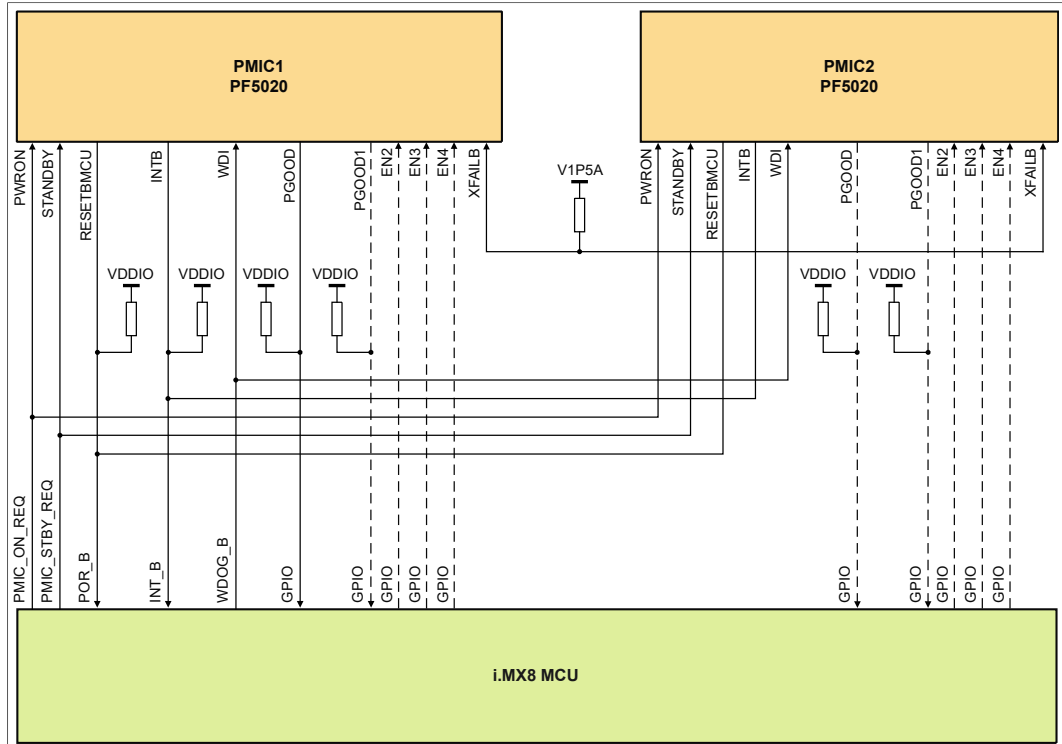 PMIC1
PF5020
PMIC2
PF5020
PWRON
STANDBY
RESETBMCU
INTB
WDI
PGOOD
PGOOD1
EN2
EN3
EN4
XFAILB
V1P5A
PWRON
STANDBY
RESETBMCU
INTB
WDI
PGOOD
PGOOD1
EN2
EN3
EN4
XFAILB
VDDIO
VDDIO
VDDIO
VDDIO
VDDIO
VDDIO
PMIC_ON_REQ
PMIC_STBY_REQ
POR_B
INT_B
WDOG_B
GPIO
GPIO
GPIO
GPIO
GPIO
GPIO
GPIO
GPIO
GPIO
GPIO
i.MX8 MCU